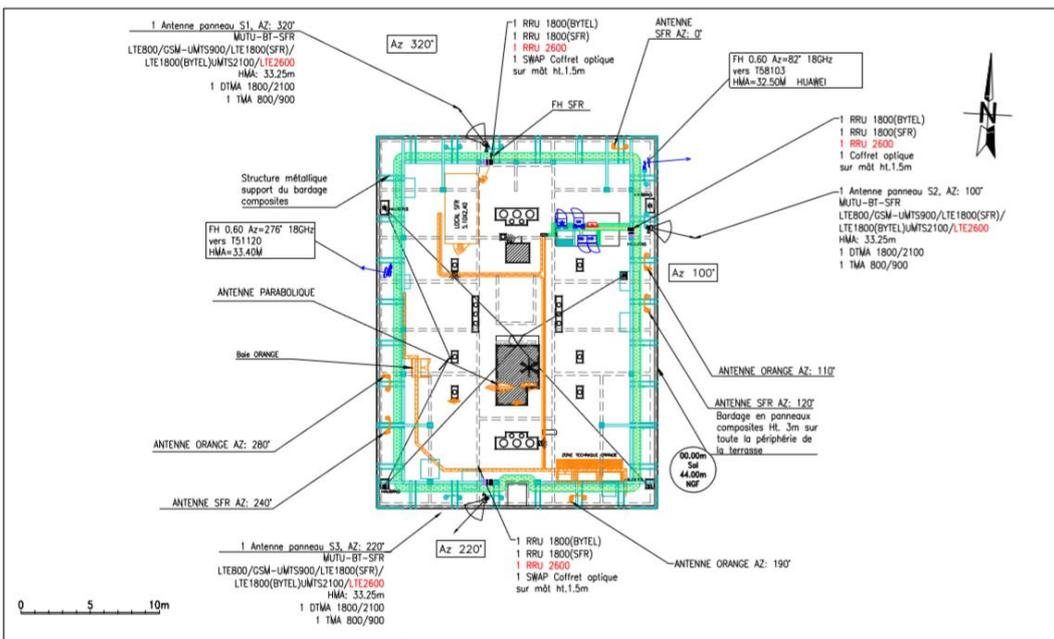 1 Antenne panneau S1, AZ: 320°
MUTU-BT-SFR
LTE800/GSM-UMTS900/LTE1800(SFR)/
LTE1800(BYTEL)UMTS2100/LTE2600
HMA: 33.25m
1 DTMA 1800/2100
1 TMA 800/900
Az 320°
1 RRU 1800(BYTEL)
1 RRU 1800(SFR)
1 RRU 2600
1 SWAP Coffret optique
sur mât ht.1.5m
FH SFR
ANTENNE
SFR AZ: 0°
FH 0.60 Az=82° 18GHz
vers T58103
HMA=32.50M HUAWEI
N
1 RRU 1800(BYTEL)
1 RRU 1800(SFR)
1 RRU 2600
1 Coffret optique
sur mât ht.1.5m
1 Antenne panneau S2, AZ: 100°
MUTU-BT-SFR
LTE800/GSM-UMTS900/LTE1800(SFR)/
LTE1800(BYTEL)UMTS2100/LTE2600
HMA: 33.25m
1 DTMA 1800/2100
1 TMA 800/900
Az 100°
Structure métallique
support du bardage
composites
LOCAL SFR
5.10X2.40
FH 0.60 Az=276° 18GHz
vers T51120
HMA=33.40M
ANTENNE PARABOLIQUE
Baie ORANGE
ANTENNE ORANGE AZ: 280°
ANTENNE SFR AZ: 240°
ANTENNE ORANGE AZ: 110°
ANTENNE SFR AZ: 120°
Bardage en panneaux
composites Ht. 3m sur
toute la périphérie de
la terrasse
00.00m
Sol
44.00m
NGF
ZONE TECHNIQUE ORANGE
1 Antenne panneau S3, AZ: 220°
MUTU-BT-SFR
LTE800/GSM-UMTS900/LTE1800(SFR)/
LTE1800(BYTEL)UMTS2100/LTE2600
HMA: 33.25m
1 DTMA 1800/2100
1 TMA 800/900
Az 220°
1 RRU 1800(BYTEL)
1 RRU 1800(SFR)
1 RRU 2600
1 SWAP Coffret optique
sur mât ht.1.5m
ANTENNE ORANGE AZ: 190°
0 5 10m